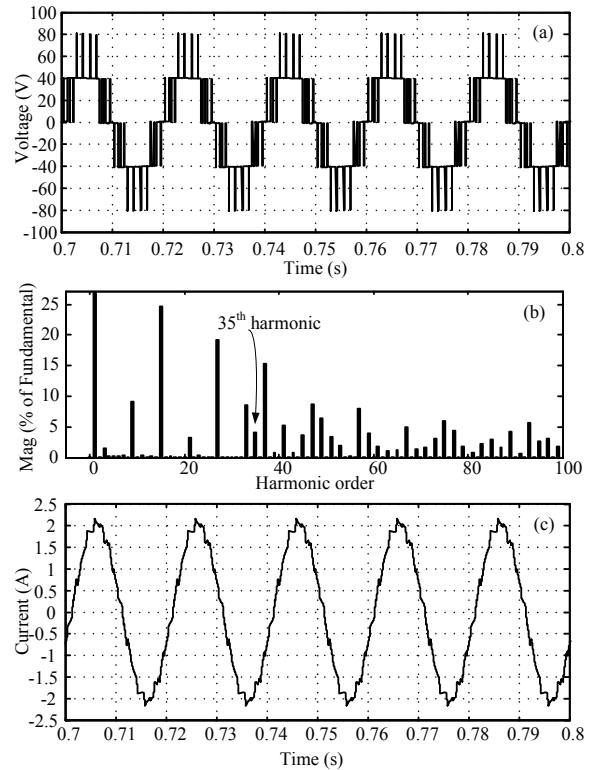 (a)
Voltage (V)
100
80
60
40
20
0
-20
-40
-60
-80
-100
0.7 0.71 0.72 0.73 0.74 0.75 0.76 0.77 0.78 0.79 0.8
Time (s)
(b)
Mag (% of Fundamental)
25
20
15
10
5
0
35th harmonic
0 20 40 60 80 100
Harmonic order
(c)
Current (A)
2.5
2
1.5
1
0.5
0
-0.5
-1
-1.5
-2
-2.5
0.7 0.71 0.72 0.73 0.74 0.75 0.76 0.77 0.78 0.79 0.8
Time (s)